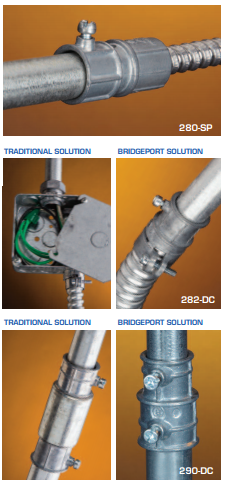 280-SP
TRADITIONAL SOLUTION
BRIDGEPORT SOLUTION
282-DC
TRADITIONAL SOLUTION
BRIDGEPORT SOLUTION
290-DC